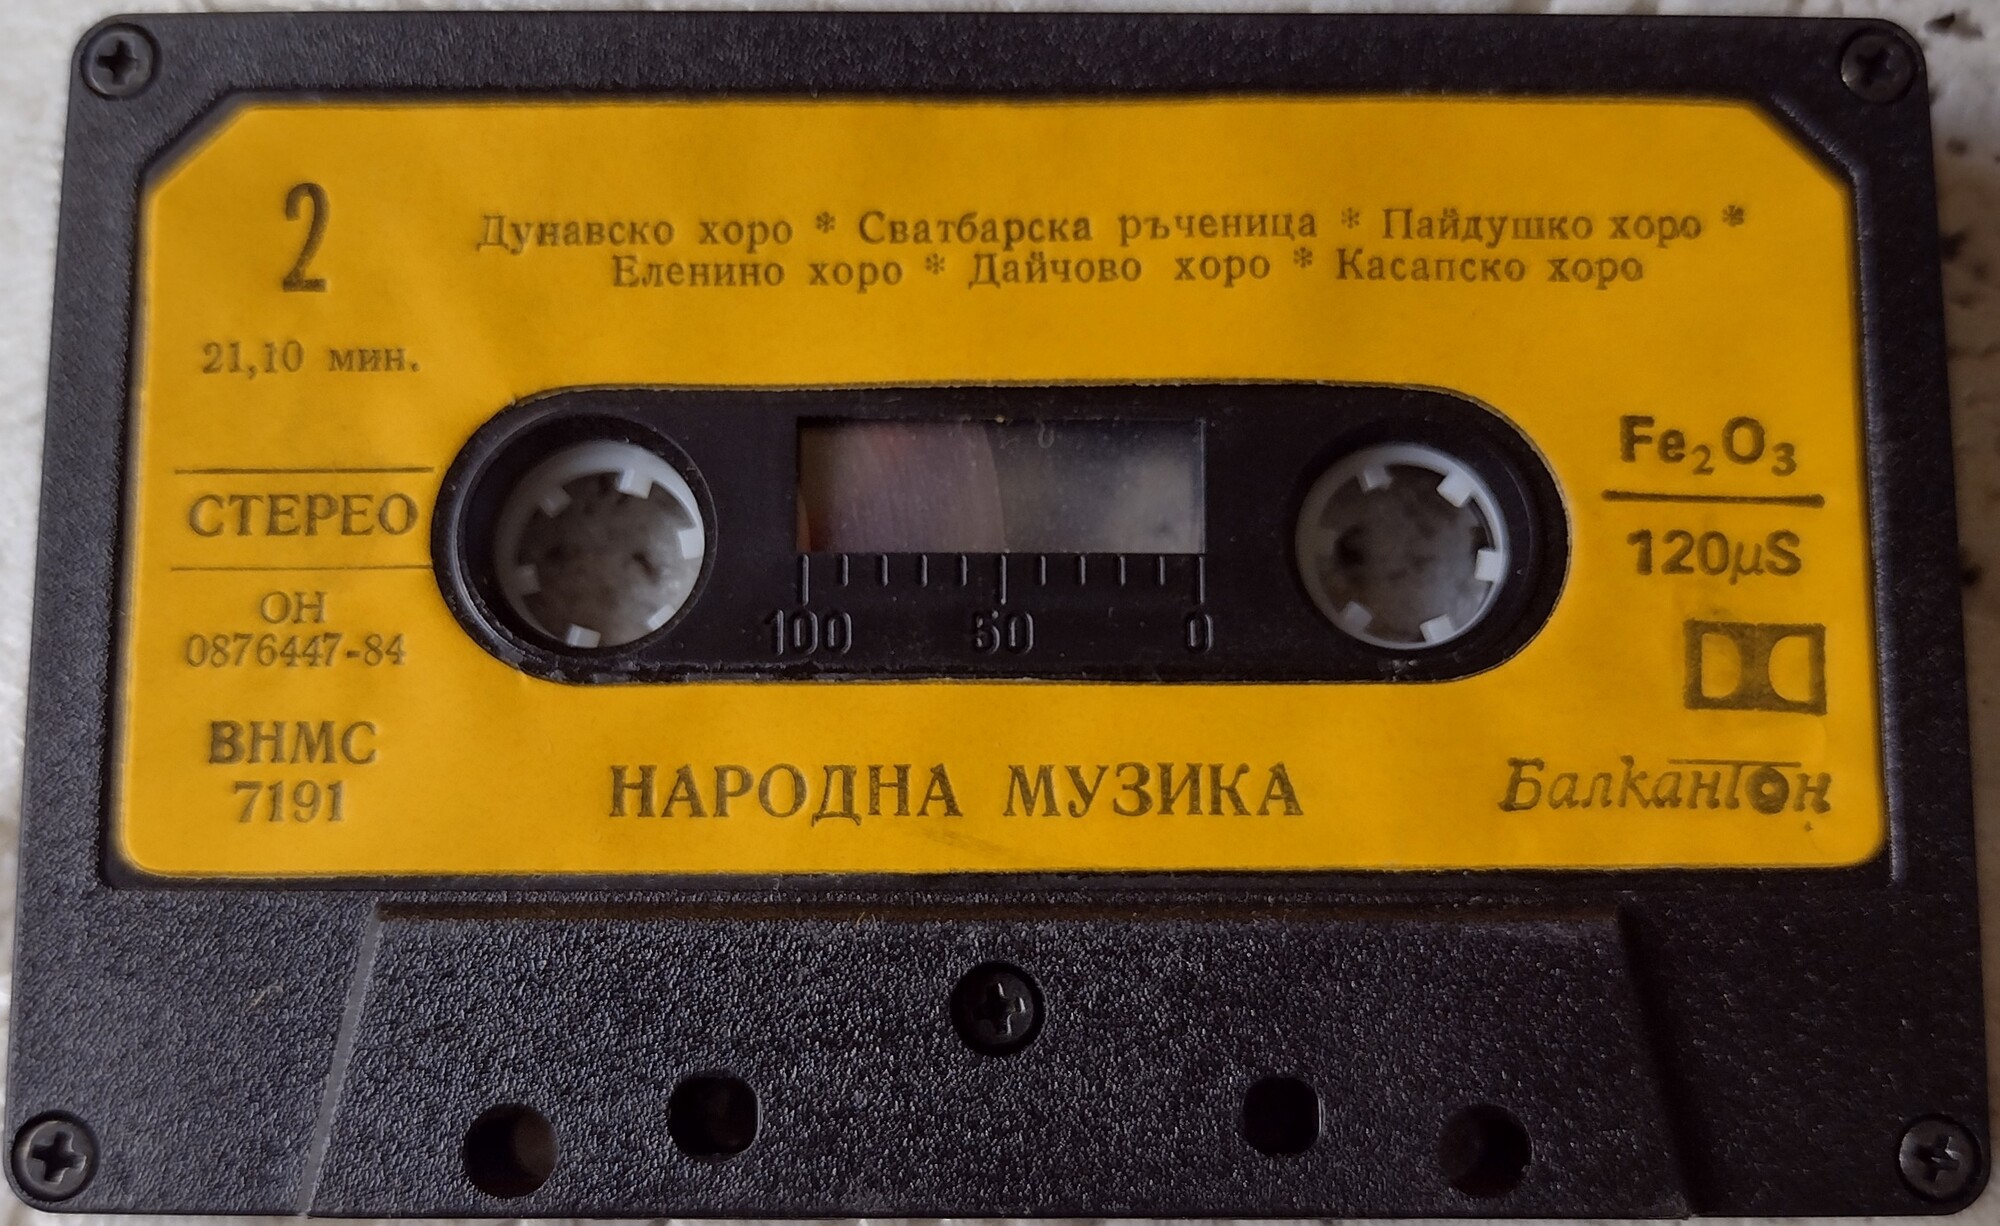 2
Дунавско хоро * Сватбарска ръченица * Пайдушко хоро *
Еленино хоро * Дайчово хоро * Касапско хоро
21,10 мин.
СТЕРЕО
ОН
0876447-84
ВНМС
7191
100 50 0
Fe₂O₃
120µS
НАРОДНА МУЗИКА
Балкантон